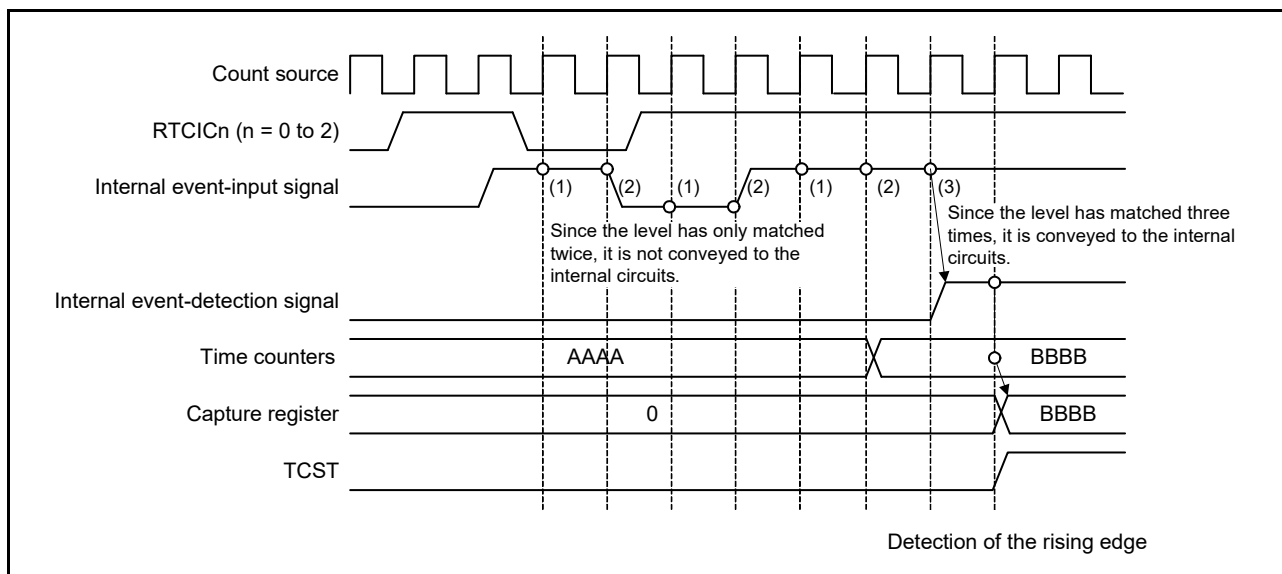 Count source
RTCICn (n = 0 to 2)
Internal event-input signal
(1) (2) (1) (2) (1) (2) (3)
Since the level has only matched
twice, it is not conveyed to the
internal circuits.
Since the level has matched three
times, it is conveyed to the internal
circuits.
Internal event-detection signal
Time counters
AAAA
BBBB
Capture register
0
BBBB
TCST
Detection of the rising edge